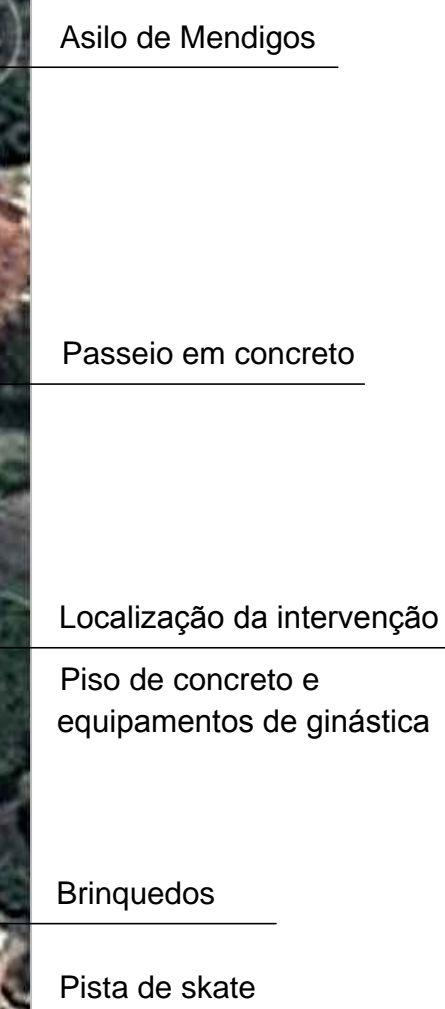 Asilo de Mendigos
Passeio em concreto
Localização da intervenção
Piso de concreto e
equipamentos de ginástica
Brinquedos
Pista de skate